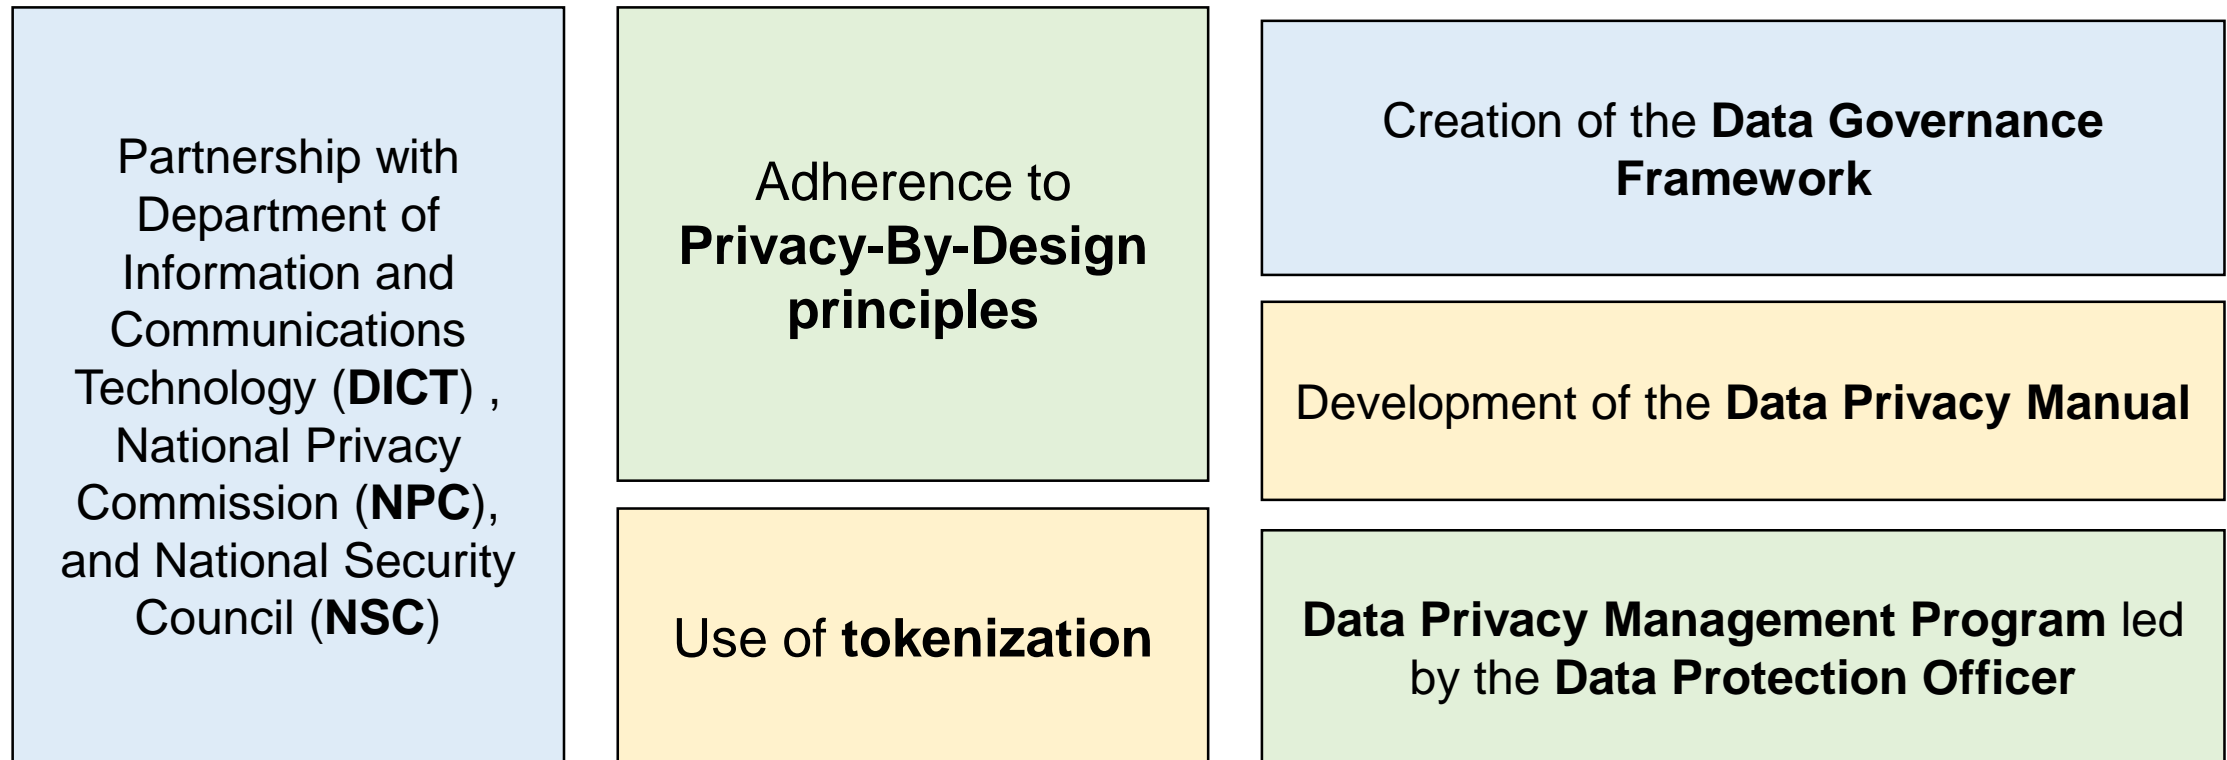 Partnership with
Department of
Information and
Communications
Technology (DICT) ,
National Privacy
Commission (NPC),
and National Security
Council (NSC)
Adherence to
Privacy-By-Design
principles
Use of tokenization
Creation of the Data Governance
Framework
Development of the Data Privacy Manual
Data Privacy Management Program led
by the Data Protection Officer